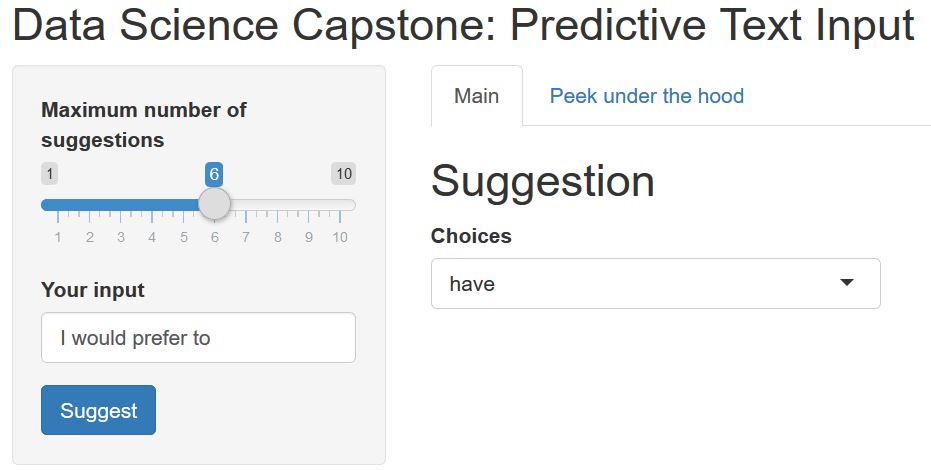 Data Science Capstone: Predictive Text Input
Maximum number of
suggestions
1 6 10
1 2 3 4 5 6 7 8 9 10
Your input
I would prefer to
Suggest
Main Peek under the hood
Suggestion
Choices
have